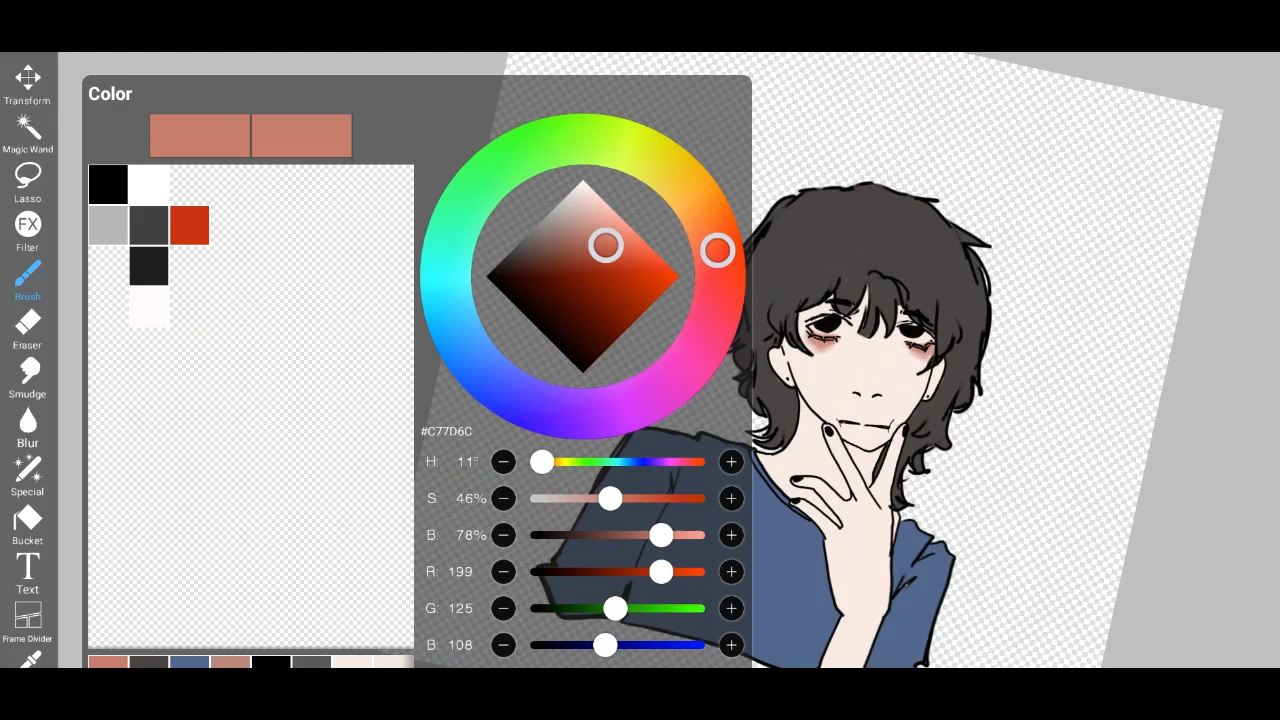 Color
Transform
Magic Wand
Lasso
FX
Filter
Brush
Eraser
Smudge
Blur
Special
Bucket
T
Text
Frame Divider
#C77D6C
H: 11°
S: 46%
B: 78%
R: 199
G: 125
B: 108